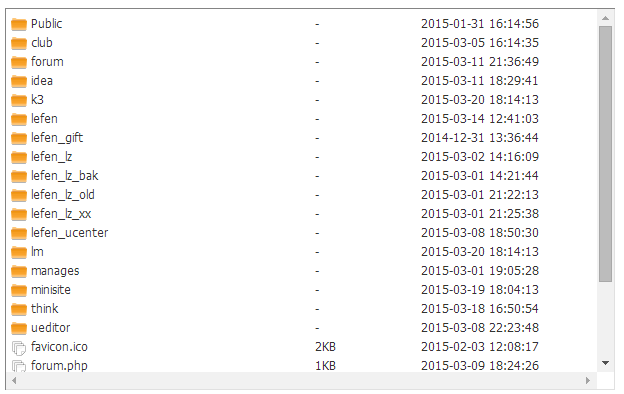 Public - 2015-01-31 16:14:56
club - 2015-03-05 16:14:35
forum - 2015-03-11 21:36:49
idea - 2015-03-11 18:29:41
k3 - 2015-03-20 18:14:13
lefen - 2015-03-14 12:41:03
lefen_gift - 2014-12-31 13:36:44
lefen_lz - 2015-03-02 14:16:09
lefen_lz_bak - 2015-03-01 14:21:44
lefen_lz_old - 2015-03-01 21:22:13
lefen_lz_xx - 2015-03-01 21:25:38
lefen_ucenter - 2015-03-08 18:50:30
lm - 2015-03-20 18:14:13
manages - 2015-03-01 19:05:28
minisite - 2015-03-19 18:04:13
think - 2015-03-18 16:50:54
ueditor - 2015-03-08 22:23:48
favicon.ico 2KB 2015-02-03 12:08:17
forum.php 1KB 2015-03-09 18:24:26